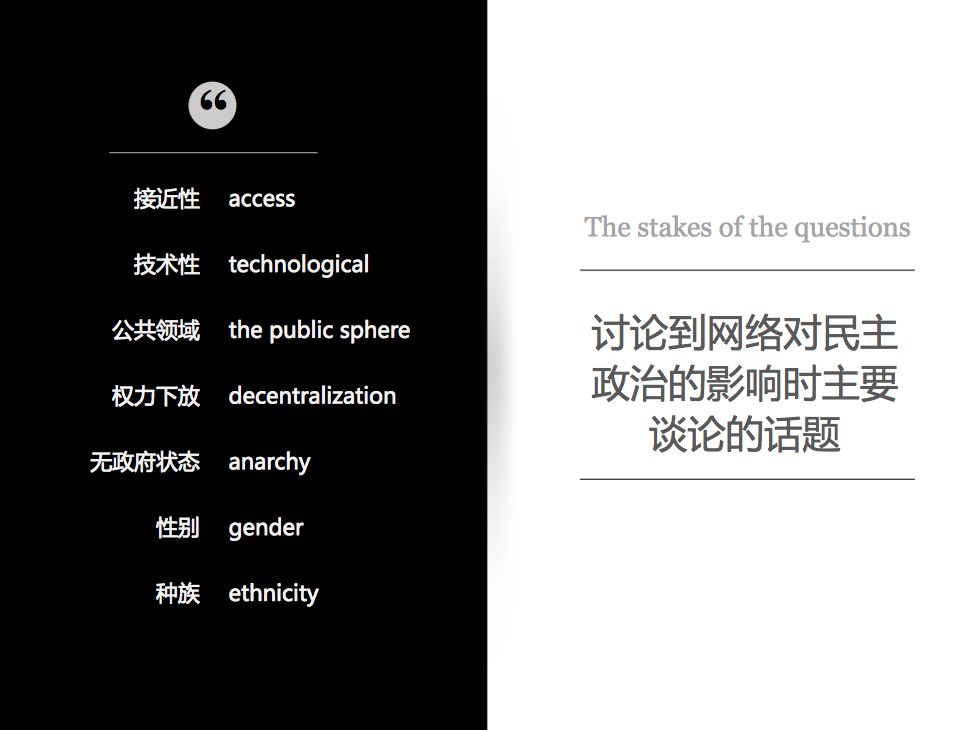 “
接近性 access
技术性 technological
公共领域 the public sphere
权力下放 decentralization
无政府状态 anarchy
性别 gender
种族 ethnicity
The stakes of the questions
讨论到网络对民主
政治的影响时主要
谈论的话题